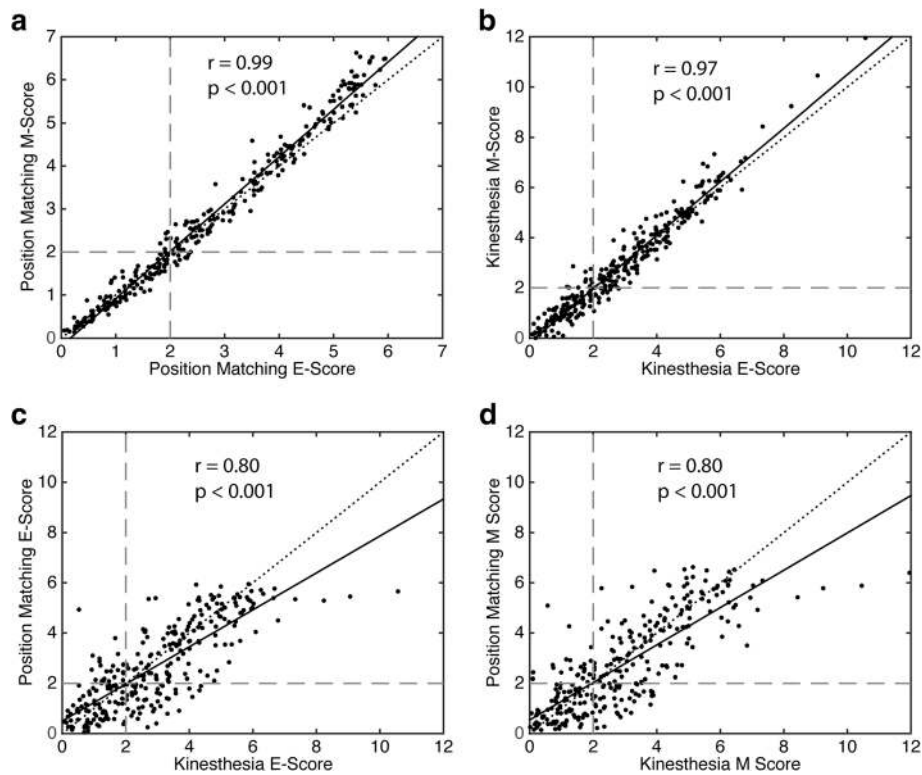 a
7
6
5
4
3
2
1
0
Position Matching M-Score
r = 0.99
p < 0.001
0 1 2 3 4 5 6 7
Position Matching E-Score
b
12
10
8
6
4
2
0
Kinesthesia M-Score
r = 0.97
p < 0.001
0 2 4 6 8 10 12
Kinesthesia E-Score
c
12
10
8
6
4
2
0
Position Matching E-Score
r = 0.80
p < 0.001
0 2 4 6 8 10 12
Kinesthesia E-Score
d
12
10
8
6
4
2
0
Position Matching M Score
r = 0.80
p < 0.001
0 2 4 6 8 10 12
Kinesthesia M Score